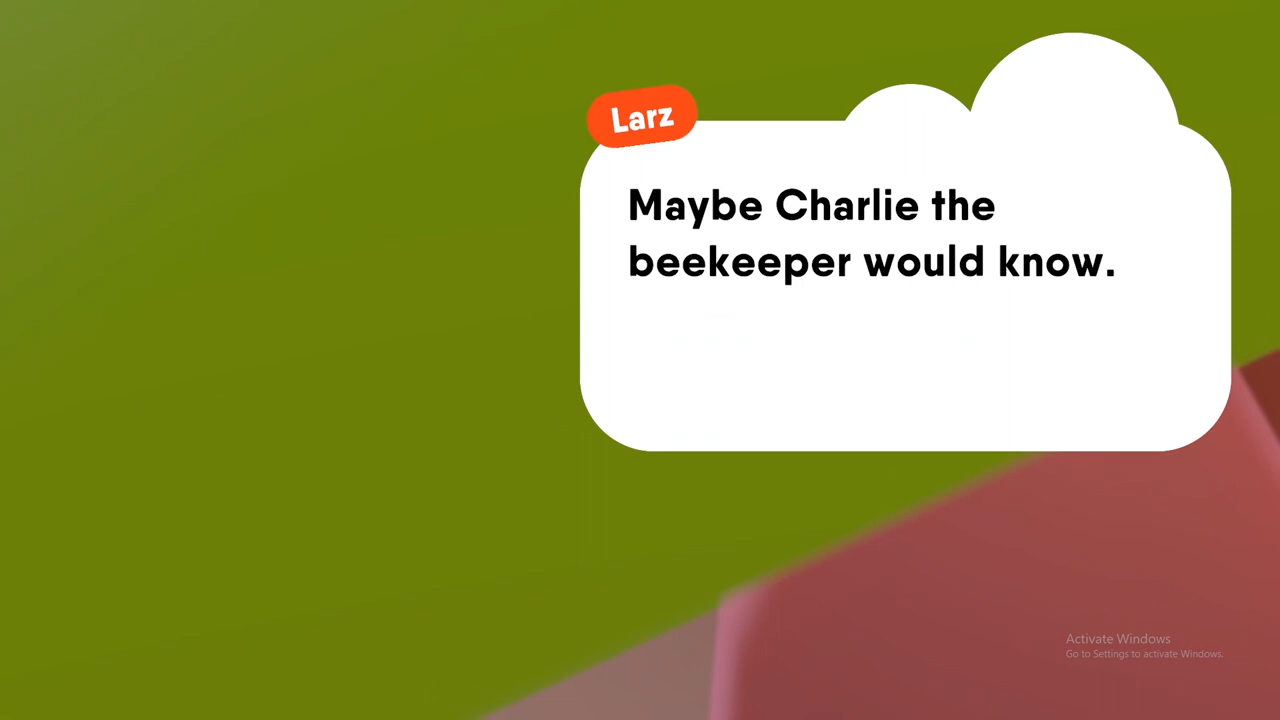 Larz
Maybe Charlie the
beekeeper would know.
Activate Windows
Go to Settings to activate Windows.